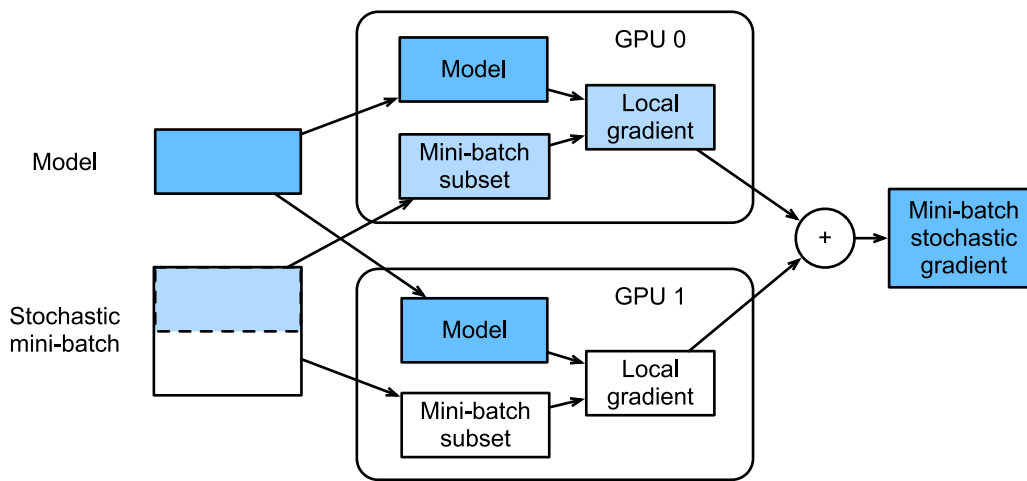 GPU 0
Model
Local
gradient
Model
Mini-batch
subset
Mini-batch
stochastic
gradient
+
GPU 1
Stochastic
mini-batch
Model
Local
gradient
Mini-batch
subset